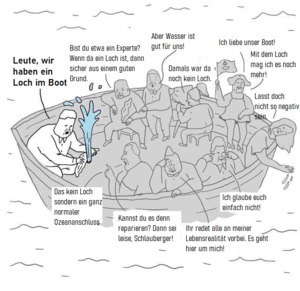 Leute, wir
haben ein
Loch im Boot
Bist du etwa ein Experte?
Wenn da ein Loch ist, dann
sicher aus einem guten
Grund.
Aber Wasser ist
gut für uns!
Damals war da
noch kein Loch.
Ich liebe unser Boot!
Mit dem Loch
mag ich es noch
mehr!
Lasst doch
nicht so negativ
sein
Das kein Loch
sondern ein ganz
normaler
Ozeananschluss.
Kannst du es denn
reparieren? Dann sei
leise, Schlauberger!
Ihr redet alle an meiner
Lebensrealität vorbei. Es geht
hier um mich!
Ich glaube euch
einfach nicht!